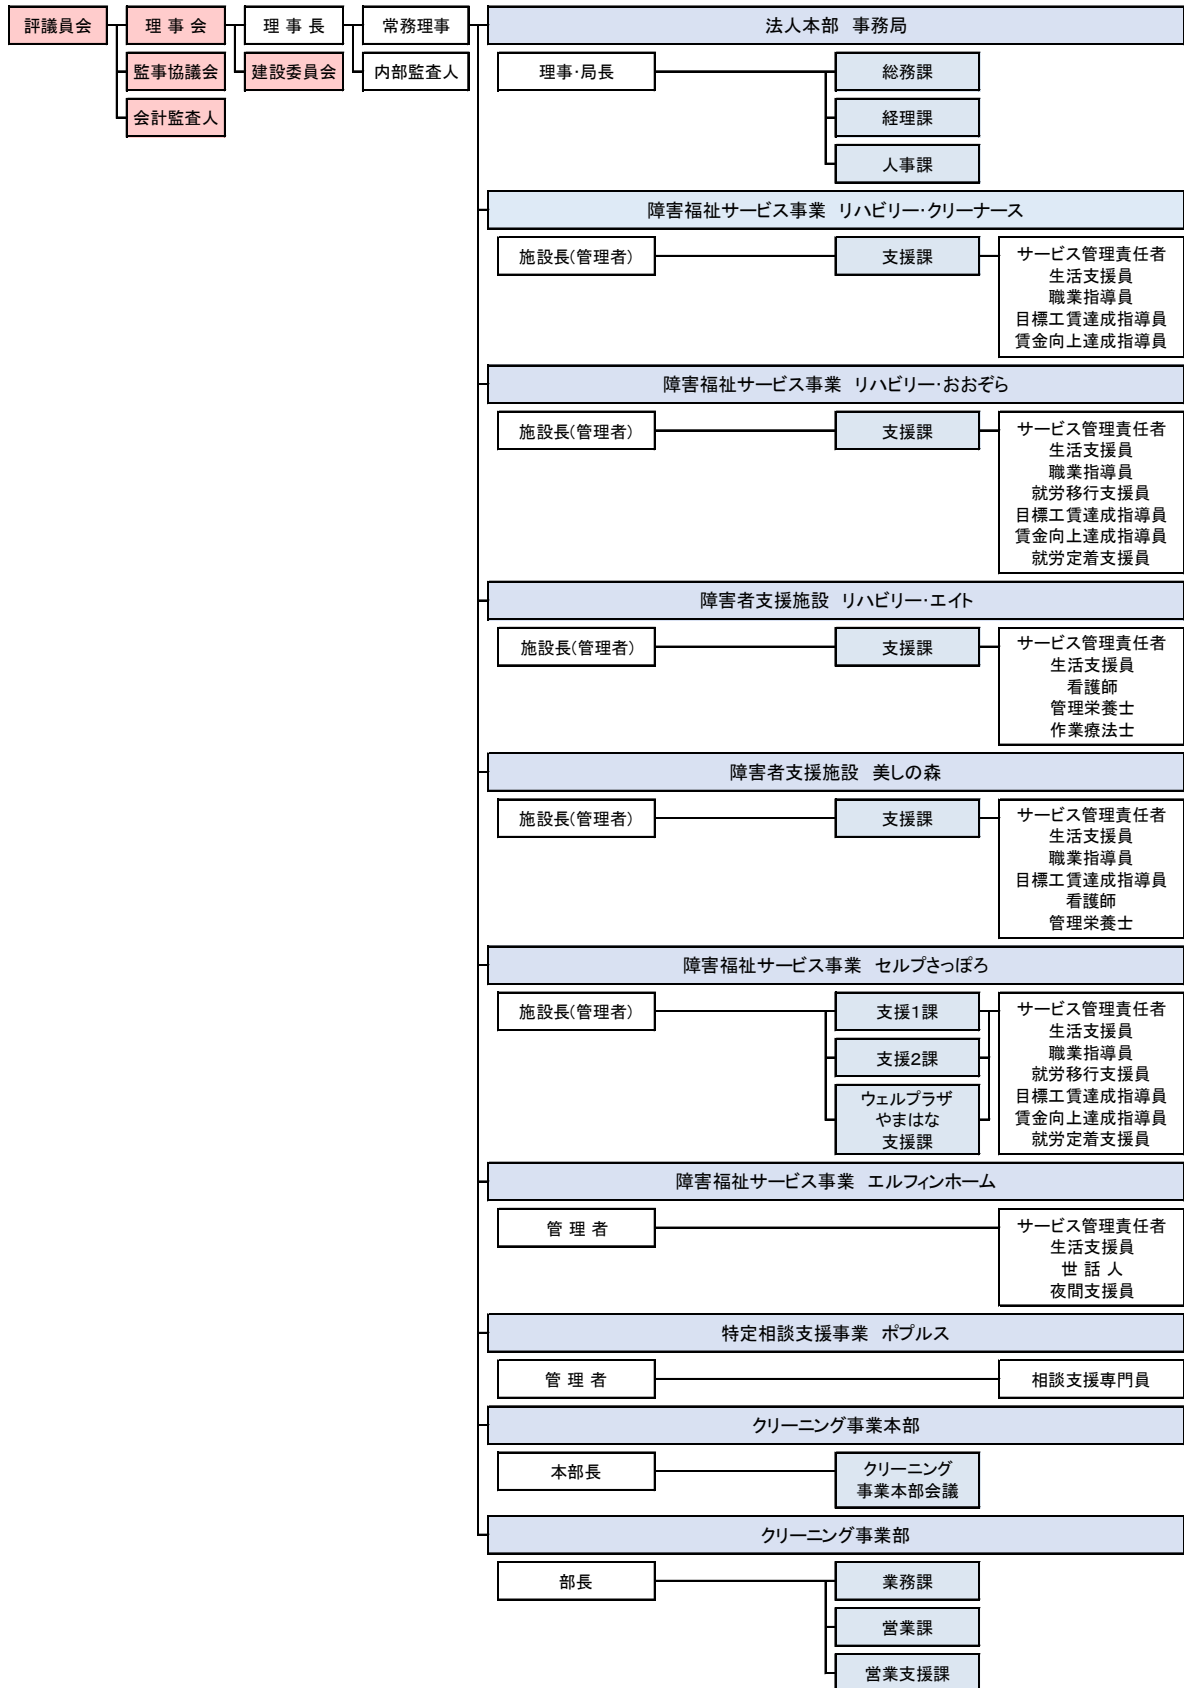 評議員会
理 事 会
理 事 長
常務理事
法人本部　事務局
監事協議会
建設委員会
内部監査人
理事・局長
総務課
会計監査人
経理課
人事課
障害福祉サービス事業　リハビリー・クリーナース
施設長(管理者)
支援課
サービス管理責任者
生活支援員
職業指導員
目標工賃達成指導員
賃金向上達成指導員
障害福祉サービス事業　リハビリー・おおぞら
施設長(管理者)
支援課
サービス管理責任者
生活支援員
職業指導員
就労移行支援員
目標工賃達成指導員
賃金向上達成指導員
就労定着支援員
障害者支援施設　リハビリー・エイト
施設長(管理者)
支援課
サービス管理責任者
生活支援員
看護師
管理栄養士
作業療法士
障害者支援施設　美しの森
施設長(管理者)
支援課
サービス管理責任者
生活支援員
職業指導員
目標工賃達成指導員
看護師
管理栄養士
障害福祉サービス事業　セルプさっぽろ
施設長(管理者)
支援1課
支援2課
ウェルプラザ
やまはな
支援課
サービス管理責任者
生活支援員
職業指導員
就労移行支援員
目標工賃達成指導員
賃金向上達成指導員
就労定着支援員
障害福祉サービス事業　エルフィンホーム
管 理 者
サービス管理責任者
生活支援員
世 話 人
夜間支援員
特定相談支援事業　ポプルス
管 理 者
相談支援専門員
クリーニング事業本部
本部長
クリーニング
事業本部会議
クリーニング事業部
部長
業務課
営業課
営業支援課